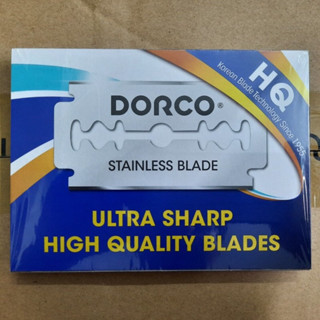 HQ
Korean Blade Technology Since 1955
DORCO®
STAINLESS BLADE
ULTRA SHARP
HIGH QUALITY BLADES